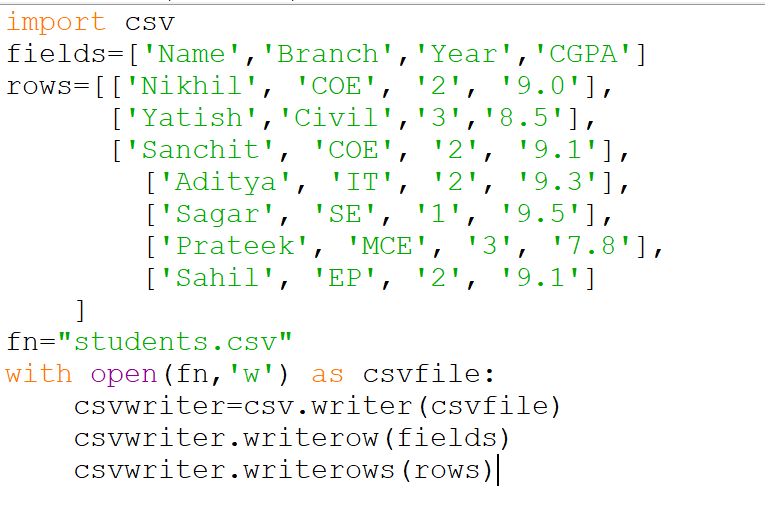 import csv
fields=['Name','Branch','Year','CGPA']
rows=[['Nikhil', 'COE', '2', '9.0'],
['Yatish','Civil','3','8.5'],
['Sanchit', 'COE', '2', '9.1'],
['Aditya', 'IT', '2', '9.3'],
['Sagar', 'SE', '1', '9.5'],
['Prateek', 'MCE', '3', '7.8'],
['Sahil', 'EP', '2', '9.1']
]
fn="students.csv"
with open(fn,'w') as csvfile:
csvwriter=csv.writer(csvfile)
csvwriter.writerow(fields)
csvwriter.writerows(rows)